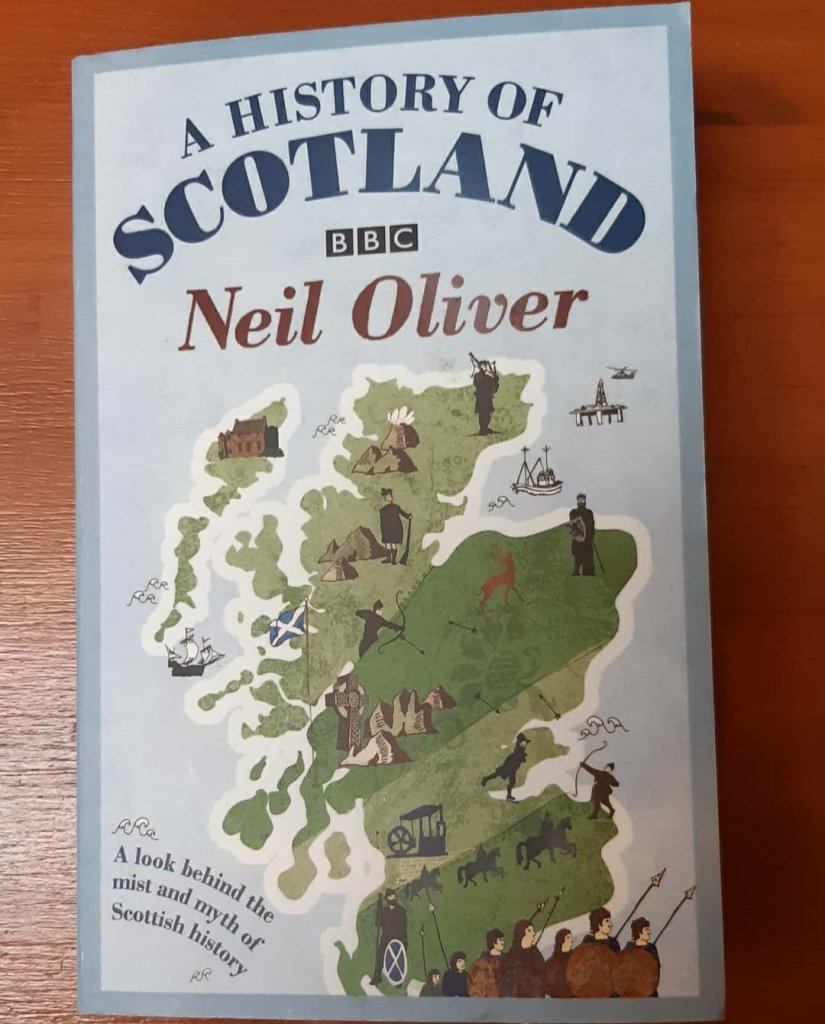 A HISTORY OF
SCOTLAND
BBC
Neil Oliver
A look behind the
mist and myth of
Scottish history